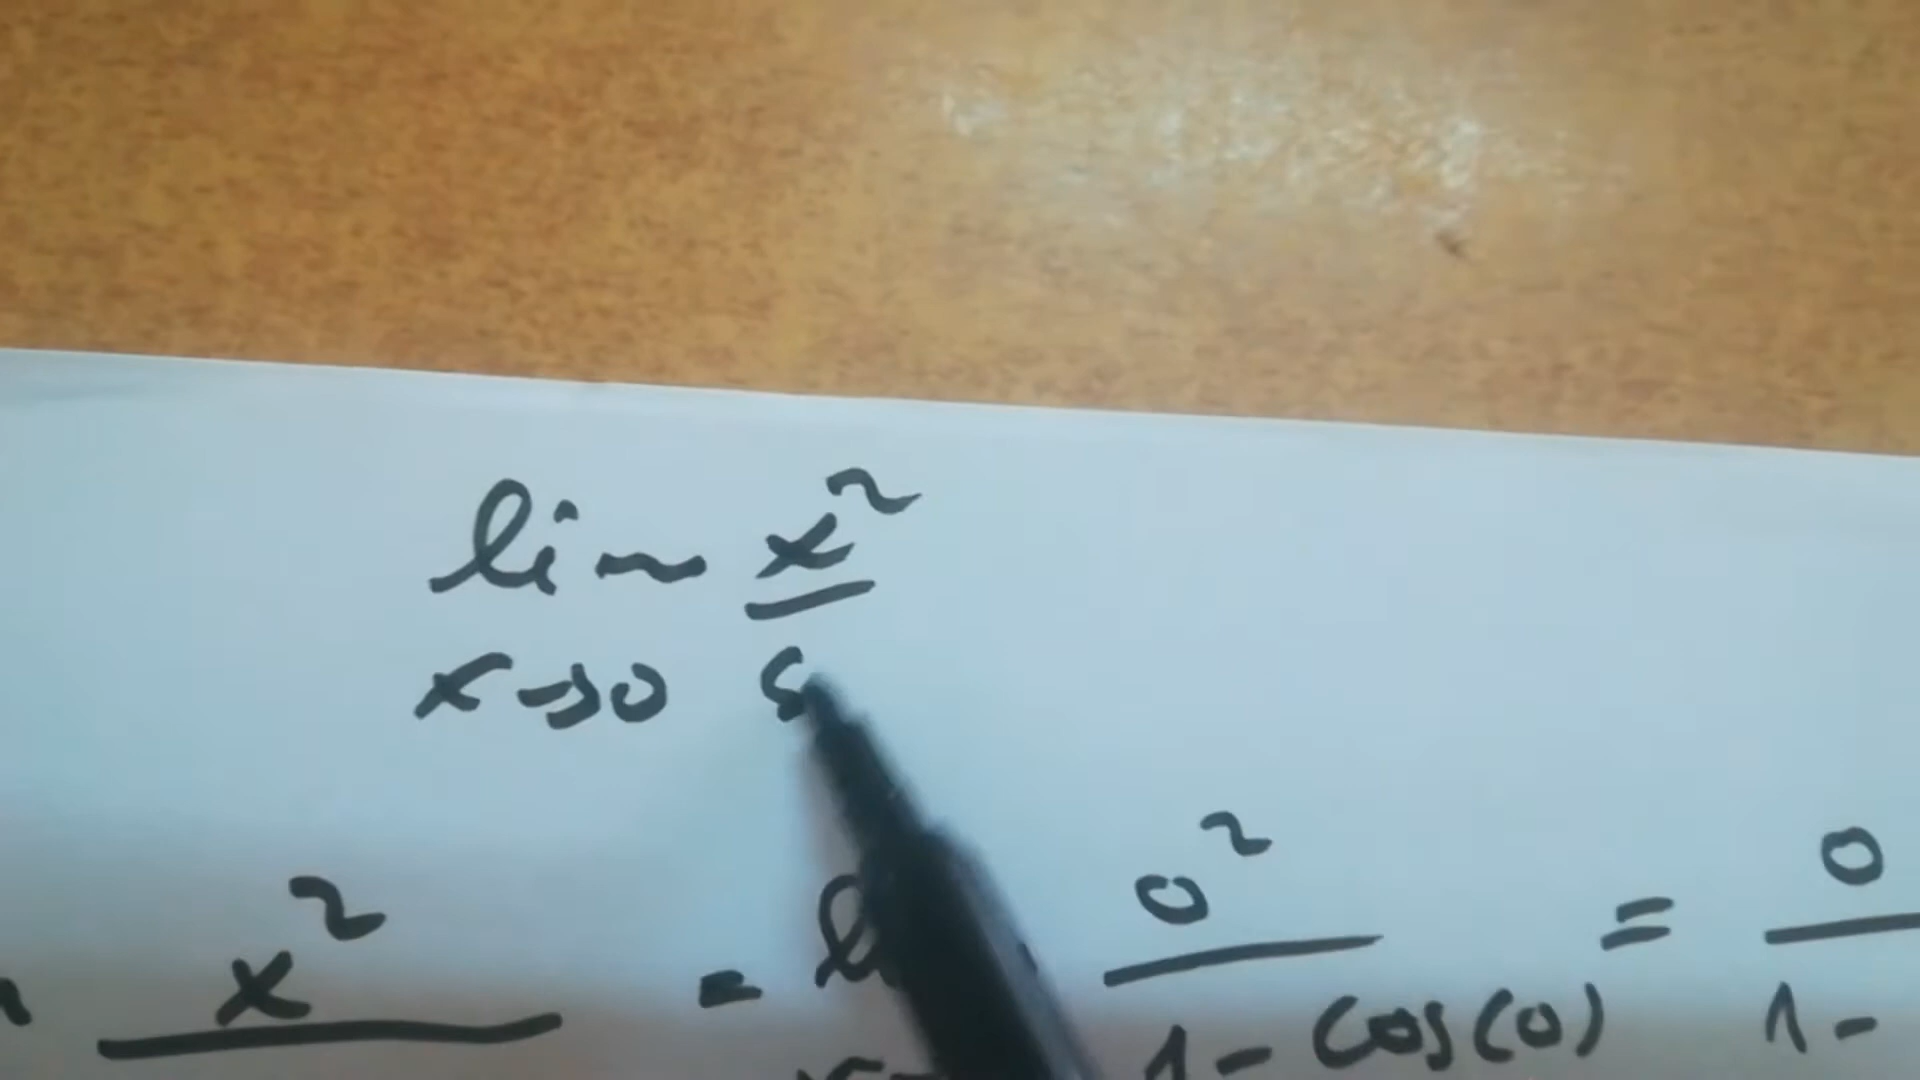 lim x²
x→0 s
x² = 0² = 0
1 - cos(0) 1 -